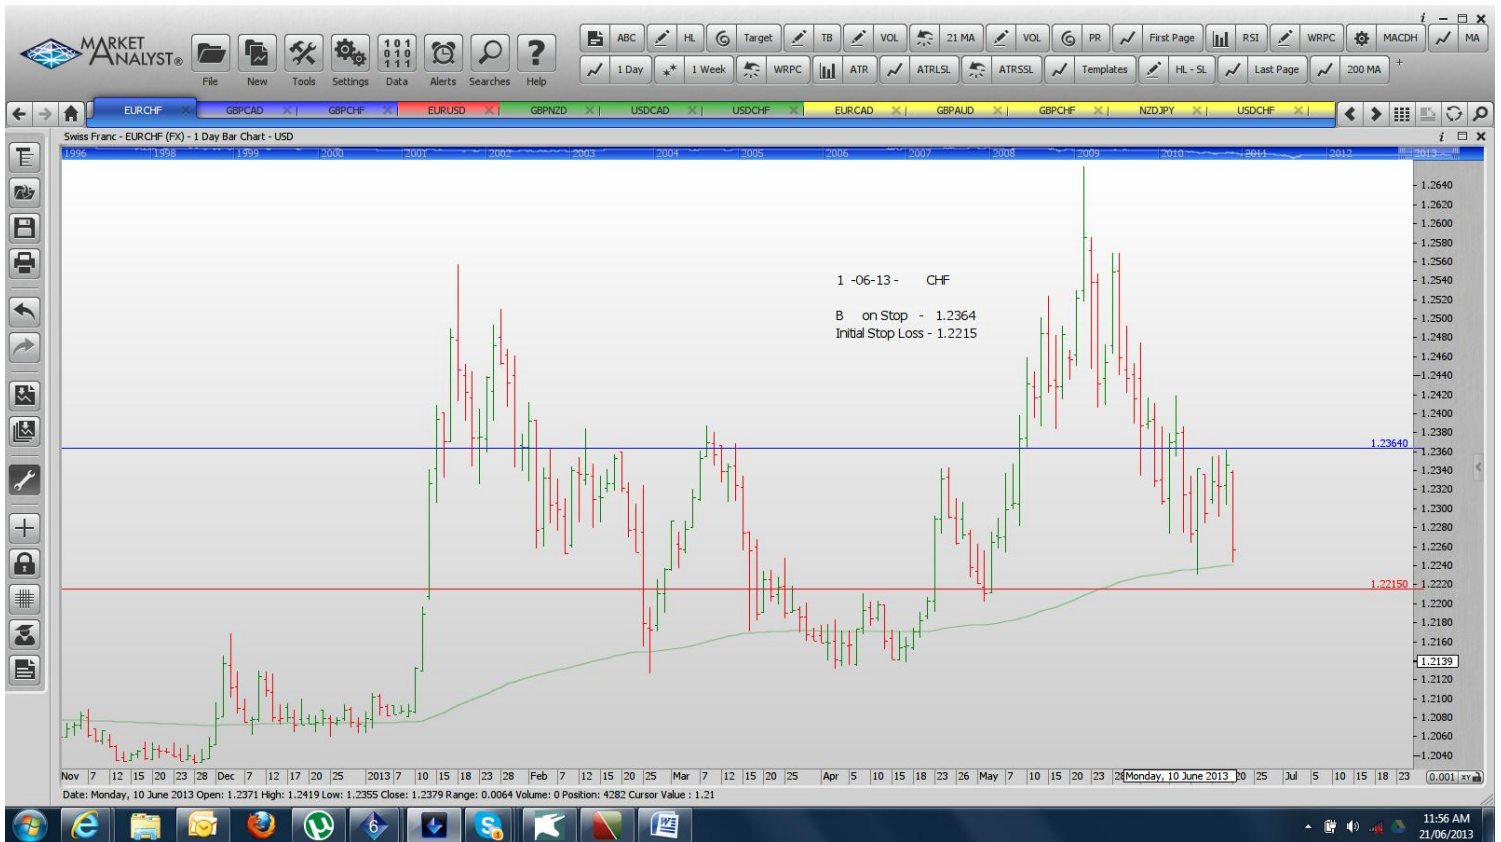 i
MARKET ANALYST®
File New Tools Settings Data Alerts Searches Help
101
010
111
ABC HL Target TB VOL 21 MA VOL PR First Page RSI WRPC MACDH MA
1 Day 1 Week WRPC ATR ATRLSL ATRSSL Templates HL - SL Last Page 200 MA +
EURCHF GBPCAD GBPCHF EURUSD GBPNZD USDCAD USDCHF EURCAD GBPAUD GBPCHF NZDJPY USDCHF
Swiss Franc - EURCHF (FX) - 1 Day Bar Chart - USD
i
1996 1998 1999 2000 2001 2002 2003 2004 2005 2006 2007 2008 2009 2010 2011 2012 2013
1.2640
1.2620
1.2600
1.2580
1.2560
1 -06-13 - CHF
1.2540
1.2520
B on Stop - 1.2364
1.2500
Initial Stop Loss - 1.2215
1.2480
1.2460
1.2440
1.2420
1.2400
1.2380
1.23640
1.2360
1.2340
1.2320
1.2300
1.2280
1.2260
1.2240
1.22150
1.2220
1.2200
1.2180
1.2160
1.2139
1.2120
1.2100
1.2080
1.2060
1.2040
Nov 7 12 15 20 23 28 Dec 7 12 17 20 25 2013 7 10 15 18 23 28 Feb 7 12 15 20 25 Mar 7 12 15 20 25 Apr 5 10 15 18 23 26 May 7 10 15 20 23 Monday, 10 June 2013 20 25 Jul 5 10 15 18 23 0.001 XY
Date: Monday, 10 June 2013 Open: 1.2371 High: 1.2419 Low: 1.2355 Close: 1.2379 Range: 0.0064 Volume: 0 Position: 4282 Cursor Value : 1.21
6
11:56 AM
21/06/2013